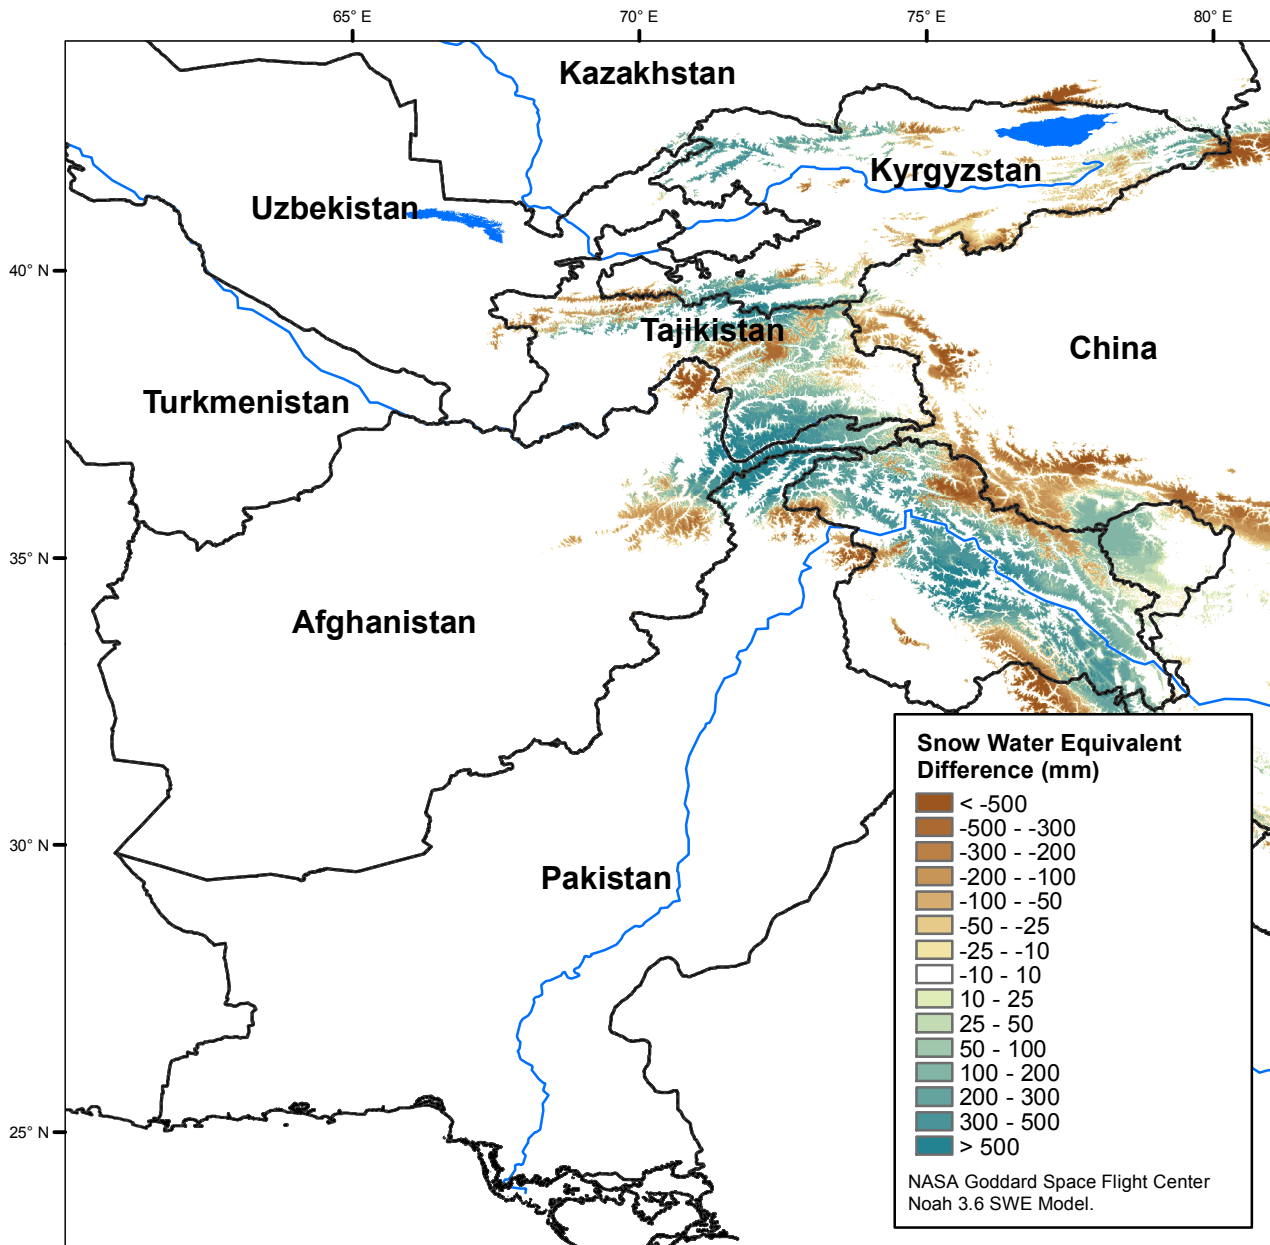 65° E
70° E
75° E
80° E
Kazakhstan
Kyrgyzstan
Uzbekistan
40° N
Tajikistan
China
Turkmenistan
35° N
Afghanistan
30° N
Pakistan
25° N
Snow Water Equivalent
Difference (mm)
< -500
-500 - -300
-300 - -200
-200 - -100
-100 - -50
-50 - -25
-25 - -10
-10 - 10
10 - 25
25 - 50
50 - 100
100 - 200
200 - 300
300 - 500
> 500
NASA Goddard Space Flight Center
Noah 3.6 SWE Model.